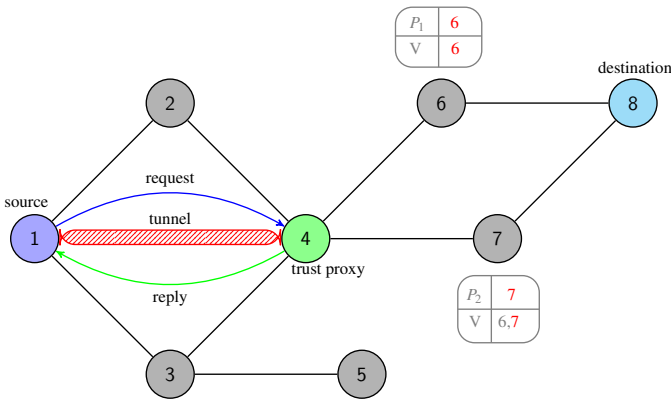 P₁ 6
V 6
destination
2
6
8
request
source
tunnel
1
4
7
trust proxy
reply
P₂ 7
V 6,7
3
5